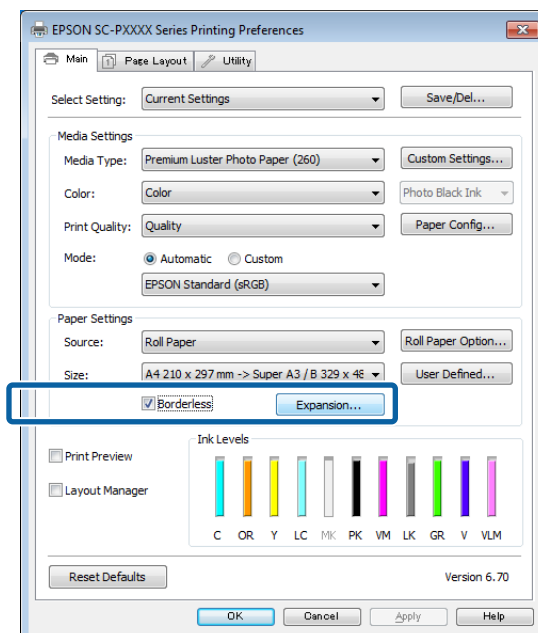 EPSON SC-PXXXX Series Printing Preferences
Main Page Layout Utility
Select Setting: Current Settings Save/Del...
Media Settings
Media Type: Premium Luster Photo Paper (260) Custom Settings...
Color: Color Photo Black Ink
Print Quality: Quality Paper Config...
Mode: Automatic Custom
EPSON Standard (sRGB)
Paper Settings
Source: Roll Paper Roll Paper Option...
Size: A4 210 x 297 mm -> Super A3 / B 329 x 48 User Defined...
Borderless Expansion...
Ink Levels
Print Preview
Layout Manager
C OR Y LC MK PK VM LK GR V VLM
Reset Defaults Version 6.70
OK Cancel Apply Help